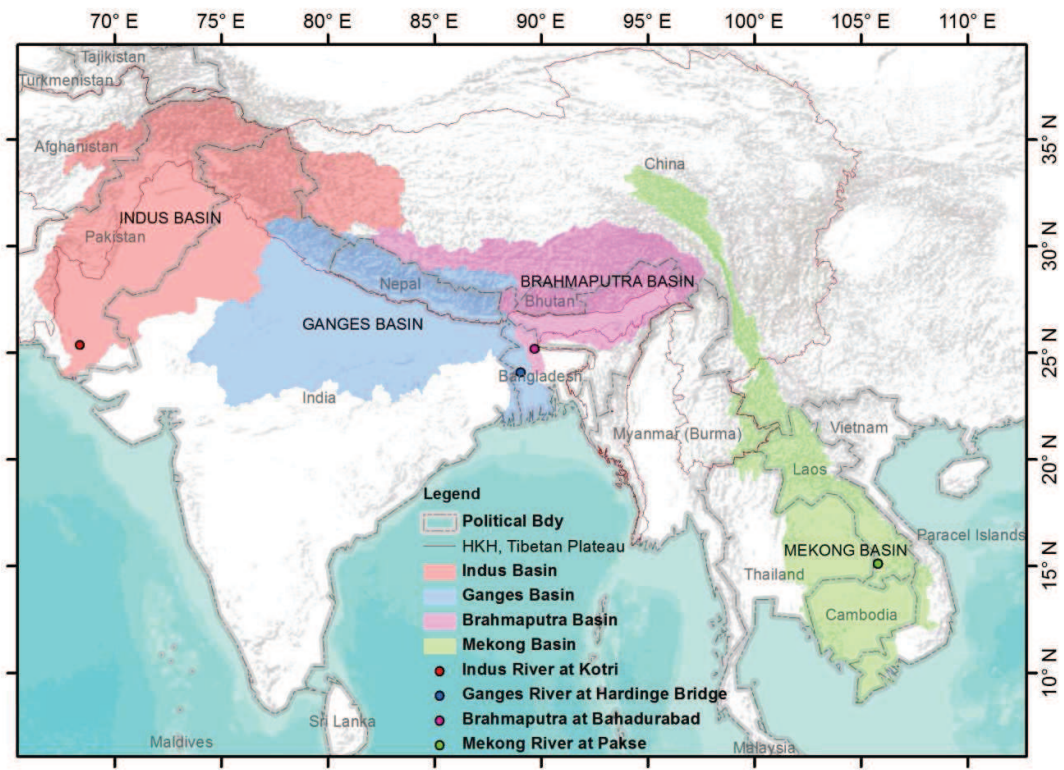 70° E 75° E 80° E 85° E 90° E 95° E 100° E 105° E 110° E
Tajikistan
Turkmenistan
Afghanistan
35° N
China
INDUS BASIN
Pakistan
30° N
Nepal
BRAHMAPUTRA BASIN
Bhutan
GANGES BASIN
25° N
Bangladesh
India
Myanmar (Burma)
Vietnam
20° N
Laos
Legend
Political Bdy
HKH, Tibetan Plateau
Indus Basin
Ganges Basin
Brahmaputra Basin
Mekong Basin
Indus River at Kotri
Ganges River at Hardinge Bridge
Brahmaputra at Bahadurabad
Mekong River at Pakse
Paracel Islands
MEKONG BASIN
15° N
Thailand
Cambodia
10° N
Sri Lanka
Maldives
Malaysia